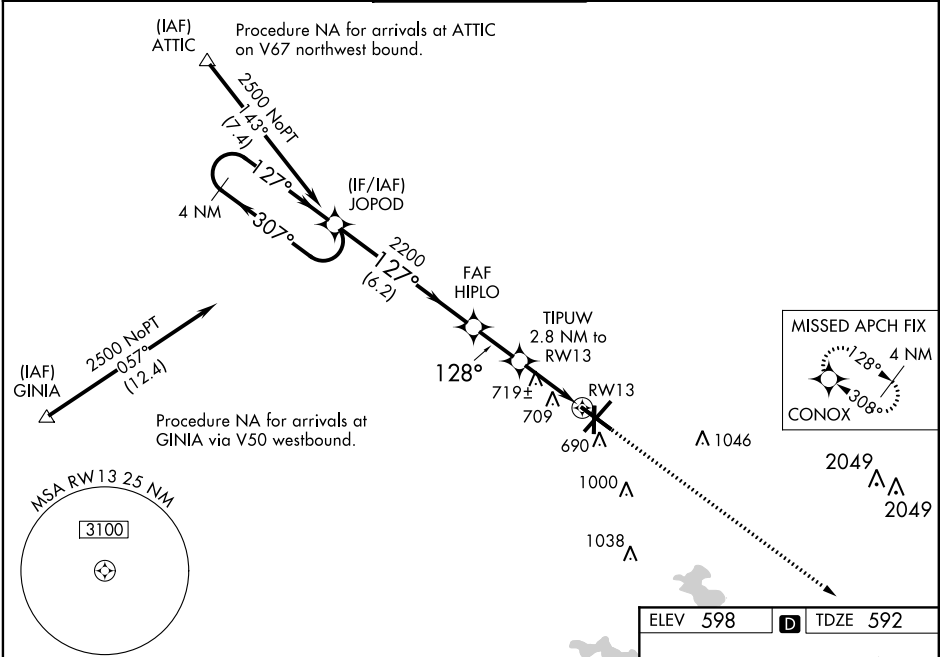 (IAF)
ATTIC
Procedure NA for arrivals at ATTIC
on V67 northwest bound.
2500 NoPT
143°
(7.4)
127°
4 NM
307°
(IF/IAF)
JOPOD
2200
127°
(6.2)
FAF
HIPLO
TIPUW
2.8 NM to
RW13
128°
719±
709
RW13
690
1046
1000
1038
2049
2049
MISSED APCH FIX
128°
4 NM
308°
CONOX
2500 NoPT
057°
(12.4)
(IAF)
GINIA
Procedure NA for arrivals at
GINIA via V50 westbound.
MSA RW13 25 NM
3100
ELEV 598 D TDZE 592